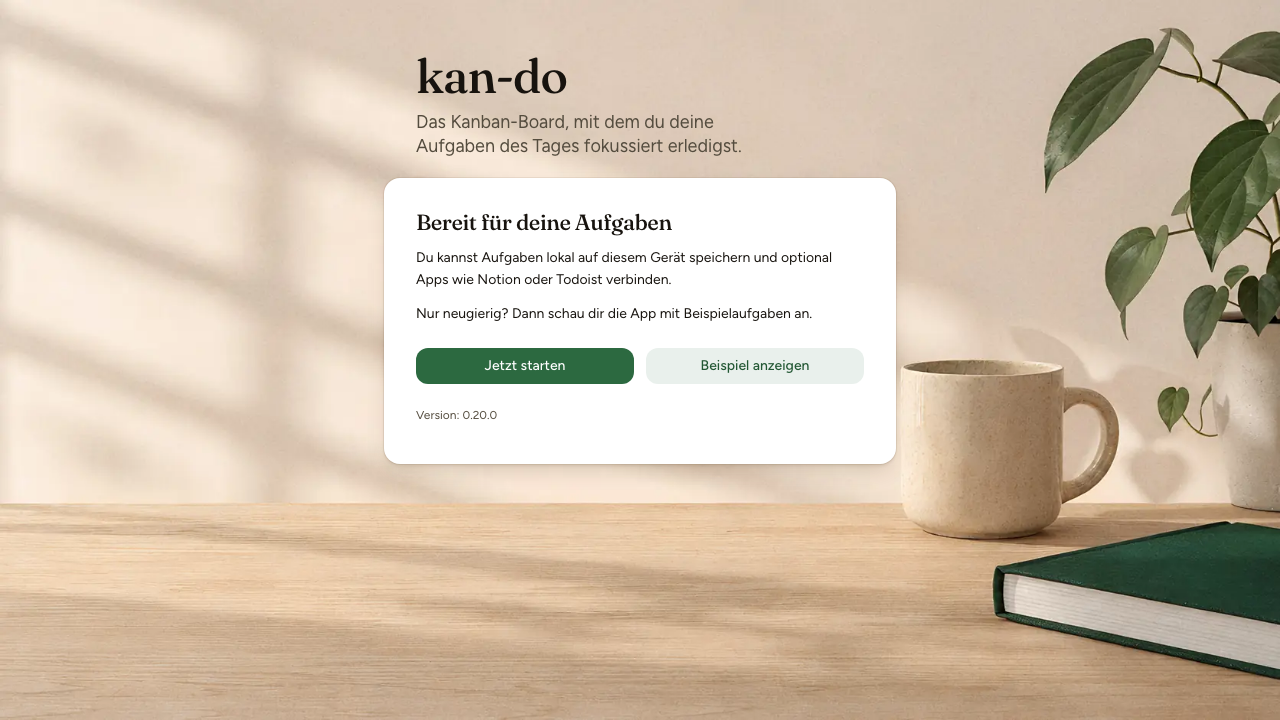 kan-do
Das Kanban-Board, mit dem du deine
Aufgaben des Tages fokussiert erledigst.
Bereit für deine Aufgaben
Du kannst Aufgaben lokal auf diesem Gerät speichern und optional
Apps wie Notion oder Todoist verbinden.
Nur neugierig? Dann schau dir die App mit Beispielaufgaben an.
Jetzt starten
Beispiel anzeigen
Version: 0.20.0